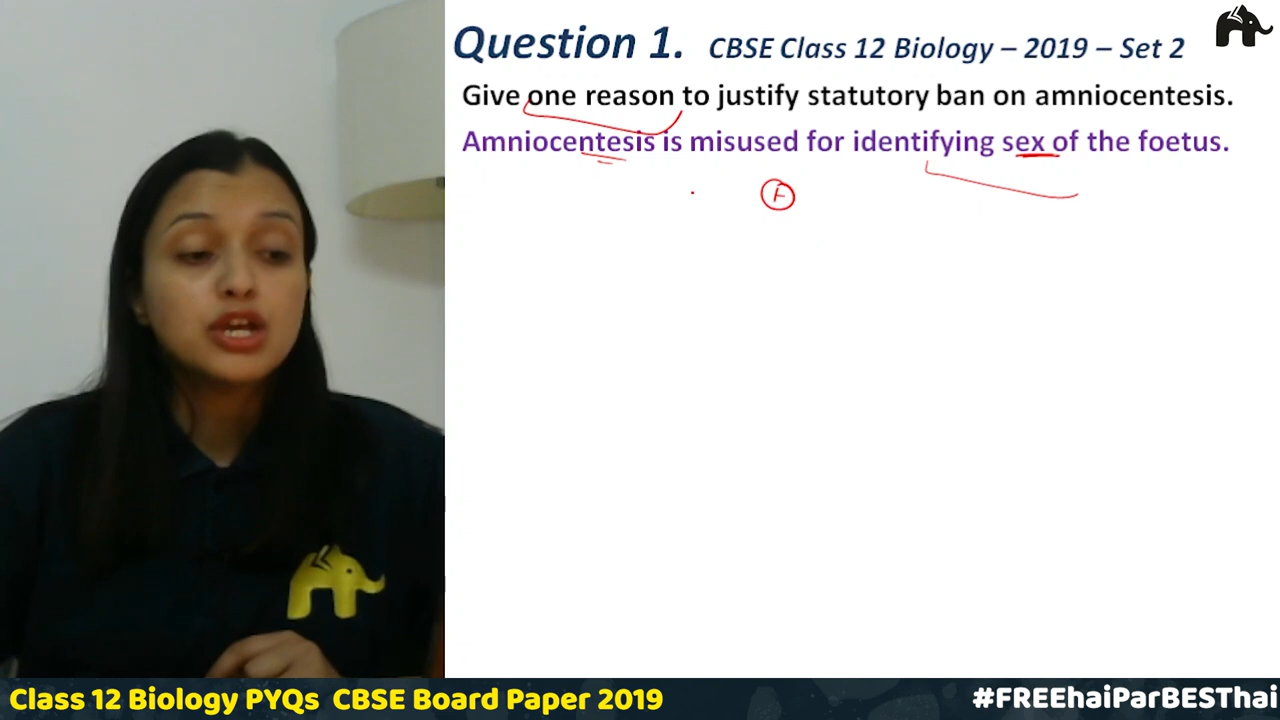 Question 1. CBSE Class 12 Biology – 2019 – Set 2
Give one reason to justify statutory ban on amniocentesis.
Amniocentesis is misused for identifying sex of the foetus.
F
Class 12 Biology PYQs CBSE Board Paper 2019
#FREEhaiParBESThai